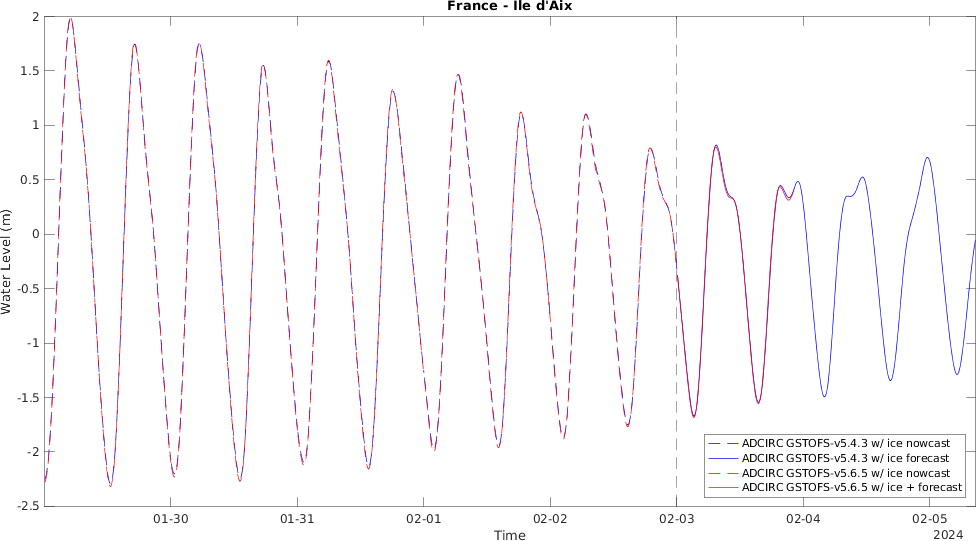 France - Ile d'Aix
2
1.5
1
0.5
0
-0.5
-1
-1.5
-2
-2.5
Water Level (m)
01-30 01-31 02-01 02-02 02-03 02-04 02-05
Time
2024
ADCIRC GSTOFS-v5.4.3 w/ ice nowcast
ADCIRC GSTOFS-v5.4.3 w/ ice forecast
ADCIRC GSTOFS-v5.6.5 w/ ice nowcast
ADCIRC GSTOFS-v5.6.5 w/ ice + forecast